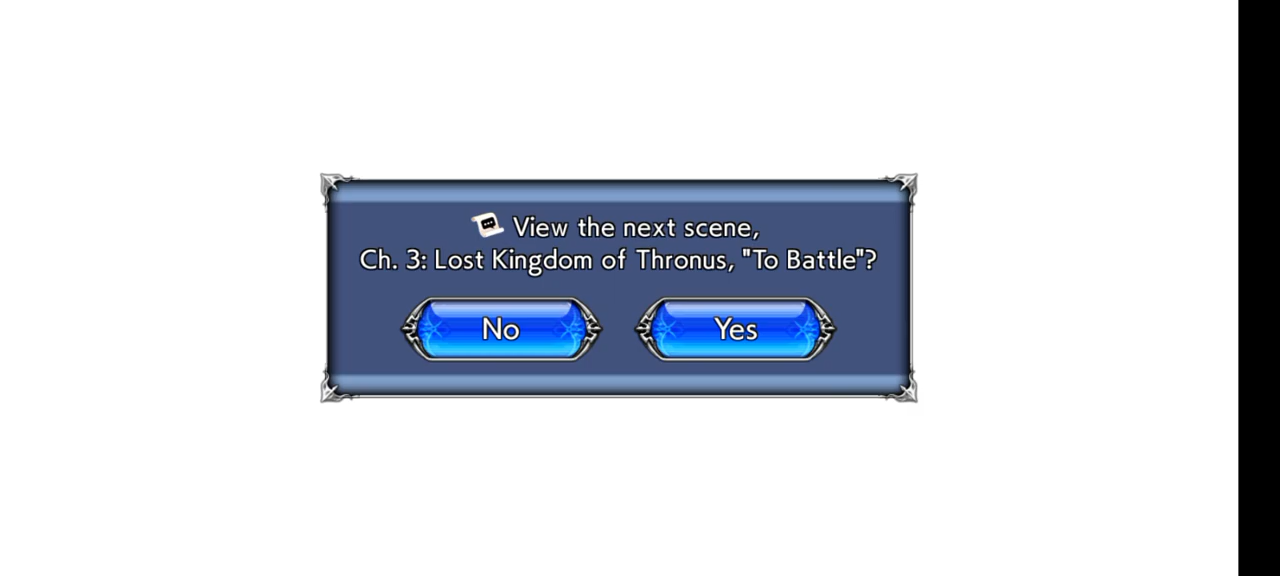 View the next scene,
Ch. 3: Lost Kingdom of Thronus, "To Battle"?
No
Yes